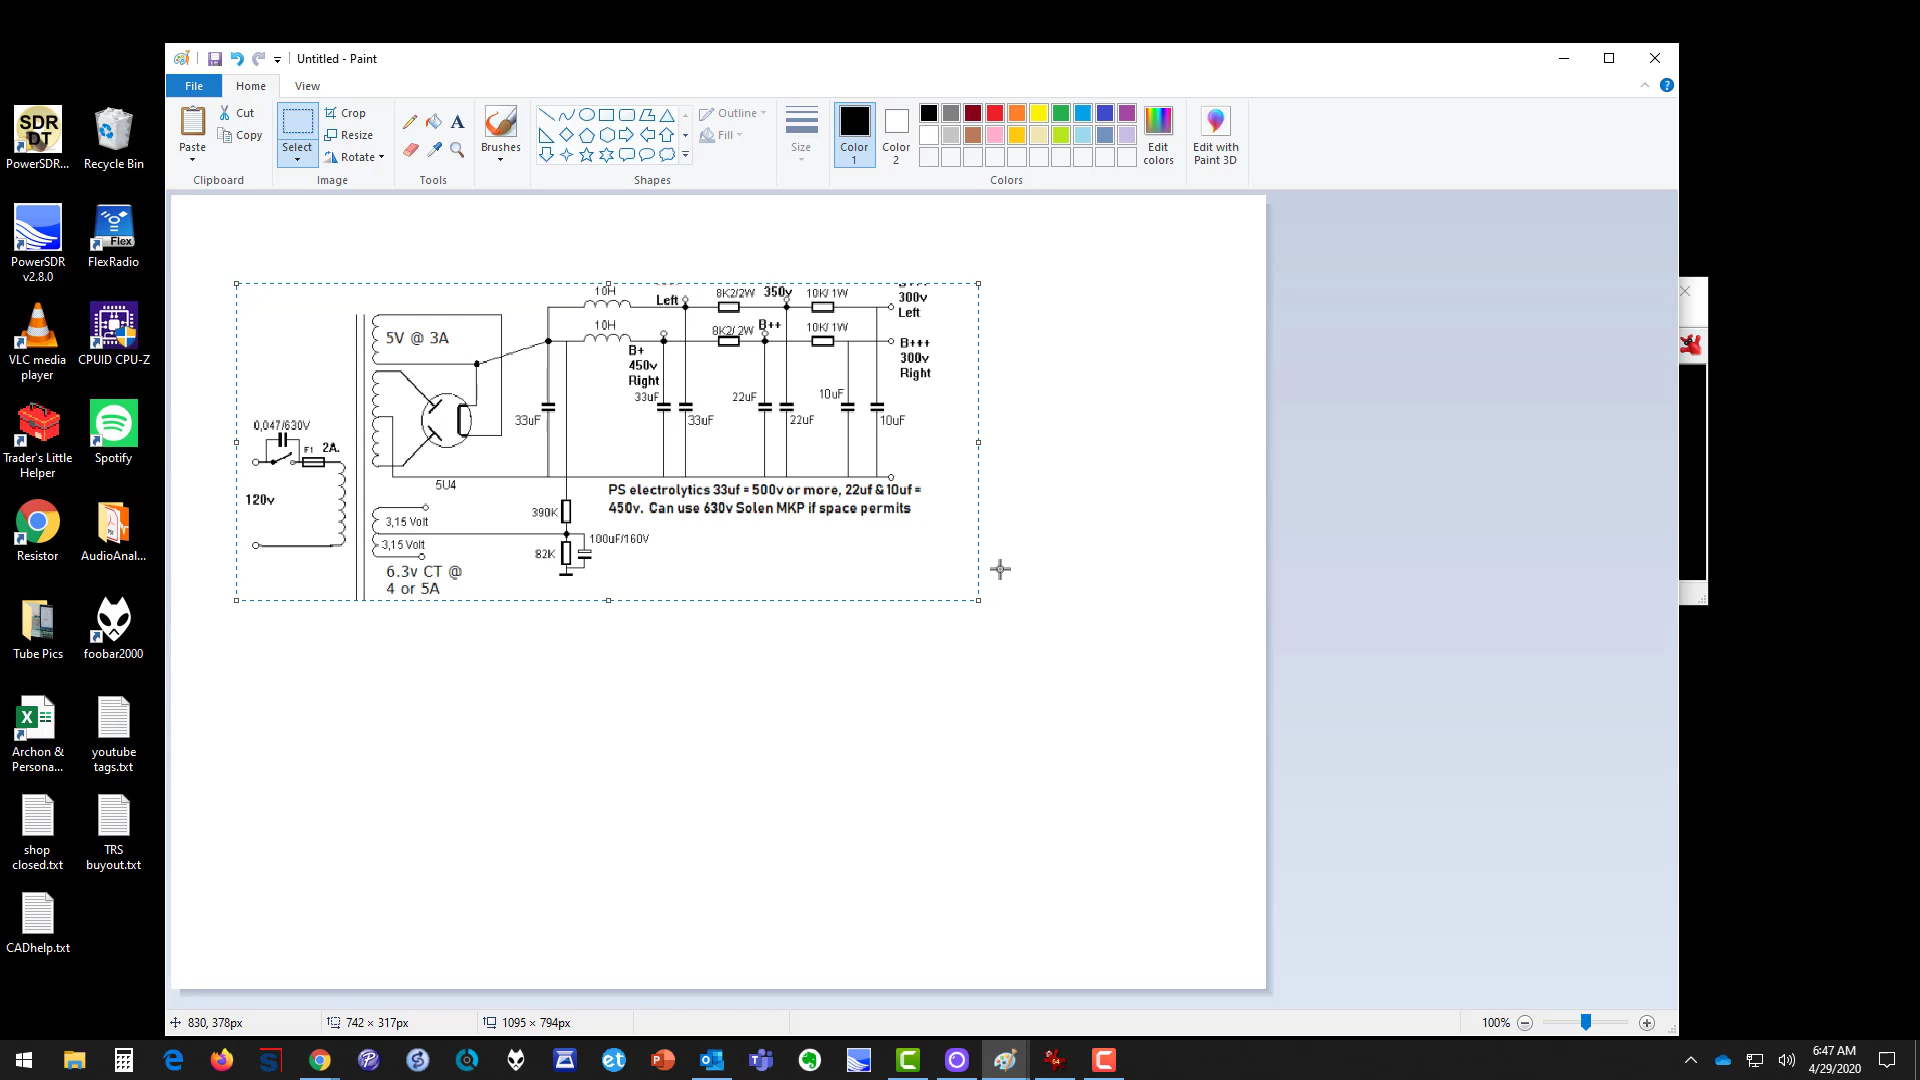 Untitled - Paint
File Home View
Paste
Cut
Copy
Clipboard
Select
Crop
Resize
Rotate
Image
Tools
Brushes
Outline
Fill
Shapes
Size
Color
1
Color
2
Edit
colors
Colors
Edit with
Paint 3D
SDR
DT
PowerSDR...
Recycle Bin
PowerSDR
v2.8.0
Flex
FlexRadio
VLC media
player
CPUID CPU-Z
Trader's Little
Helper
Spotify
Resistor
AudioAnal...
Tube Pics
foobar2000
Archon &
Persona...
youtube
tags.txt
shop
closed.txt
TRS
buyout.txt
CADhelp.txt
10H
Left
8K2/2W
350v
10K/ 1W
300v
Left
5V @ 3A
10H
8K2/2W
B++
10K/ 1W
B+
450v
Right
B+++
300v
Right
33uF
33uF
33uF
22uF
22uF
10uF
10uF
0,047/630V
F1
2A.
120v
5U4
PS electrolytics 33uf = 500v or more, 22uf & 10uf =
450v. Can use 630v Solen MKP if space permits
390K
3,15 Volt
3,15 Volt
100uF/160V
82K
6.3v CT @
4 or 5A
830, 378px
742 × 317px
1095 × 794px
100%
6:47 AM
4/29/2020